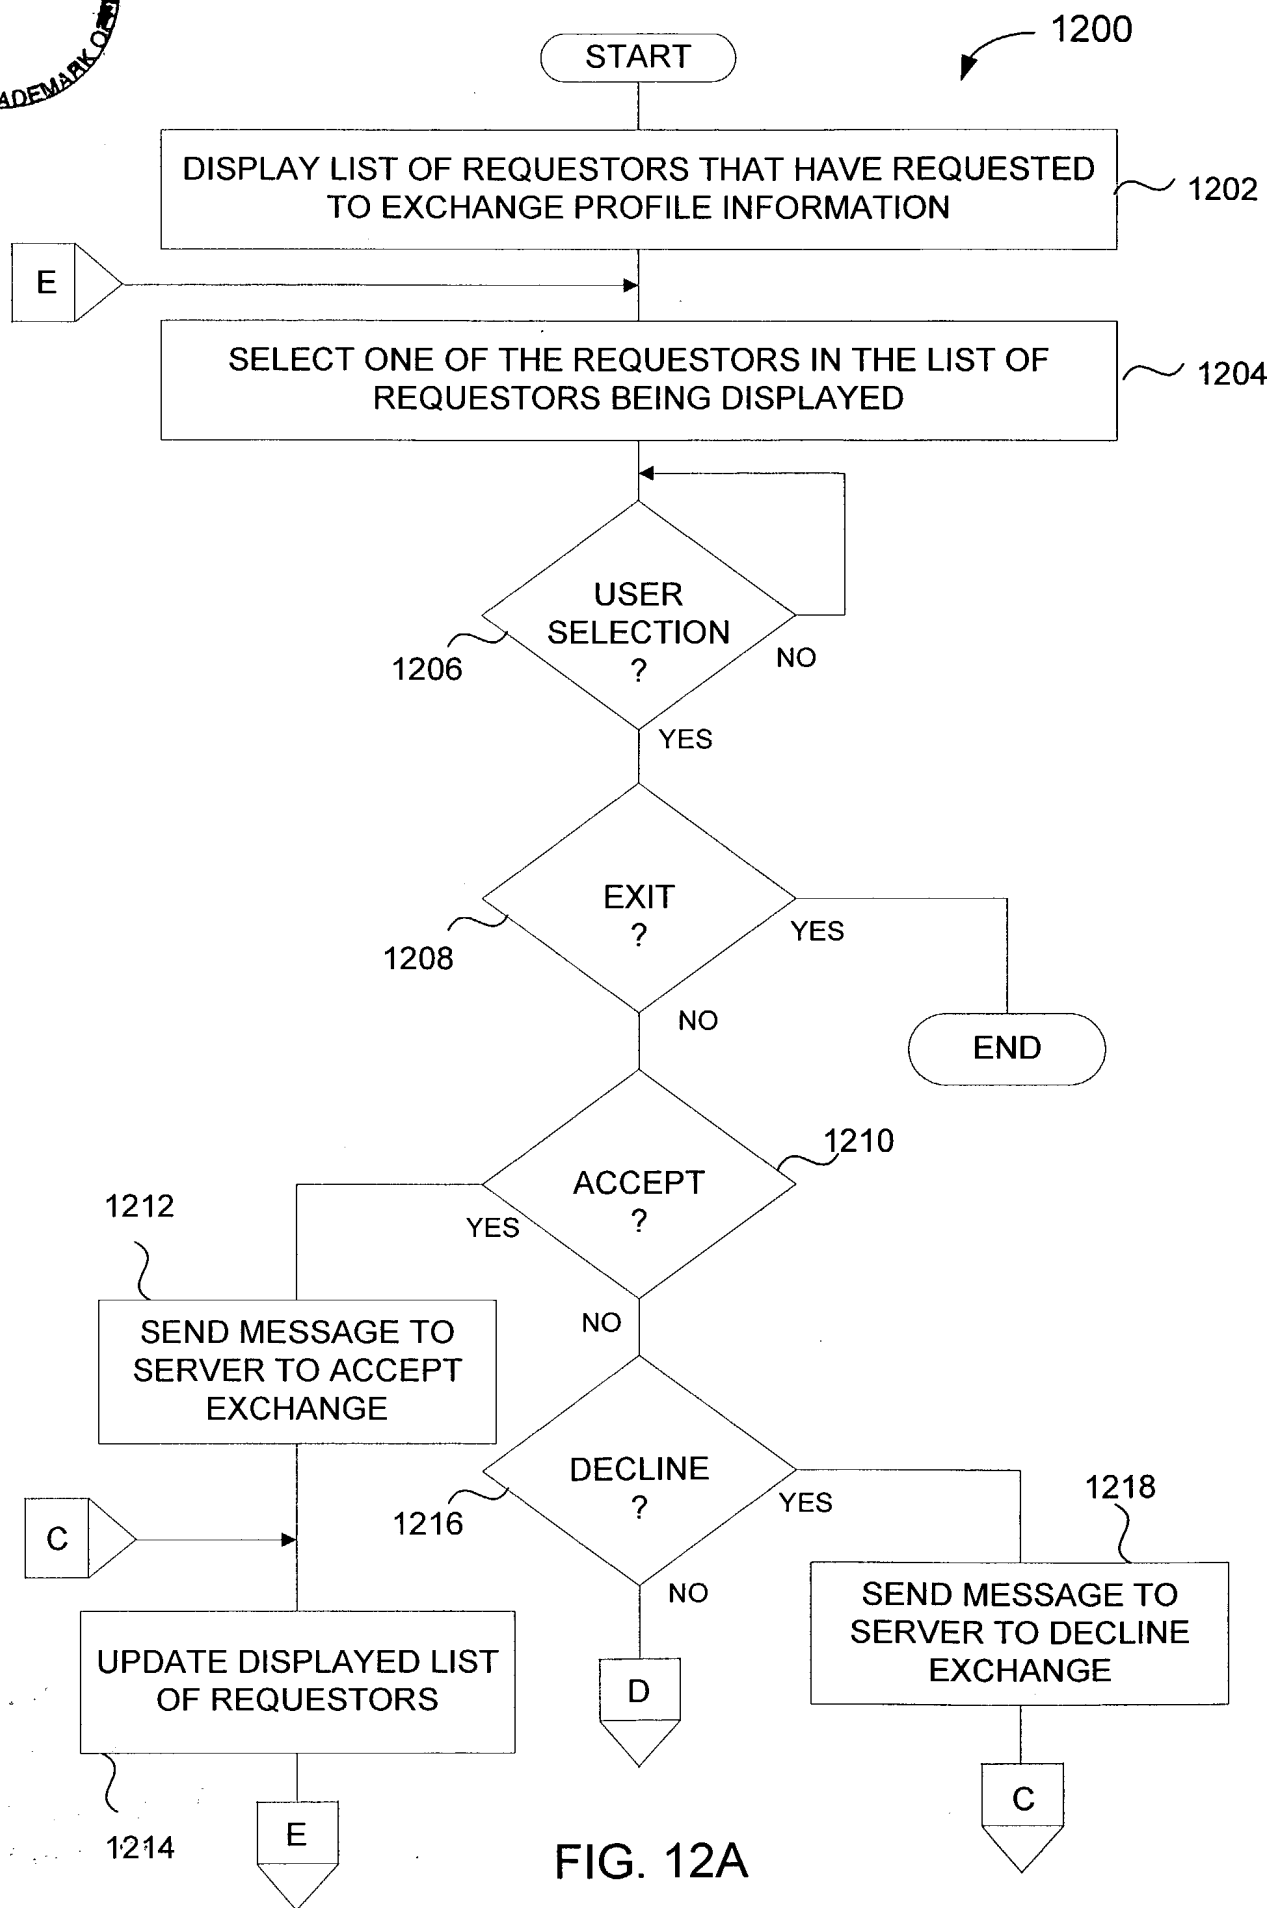 ADEMARK OF
1200
START
DISPLAY LIST OF REQUESTORS THAT HAVE REQUESTED
TO EXCHANGE PROFILE INFORMATION
1202
E
SELECT ONE OF THE REQUESTORS IN THE LIST OF
REQUESTORS BEING DISPLAYED
1204
USER
SELECTION
?
1206
NO
YES
EXIT
?
1208
YES
NO
END
1210
ACCEPT
?
YES
1212
NO
SEND MESSAGE TO
SERVER TO ACCEPT
EXCHANGE
DECLINE
?
1216
YES
1218
C
NO
SEND MESSAGE TO
SERVER TO DECLINE
EXCHANGE
UPDATE DISPLAYED LIST
OF REQUESTORS
D
1214
E
C
FIG. 12A